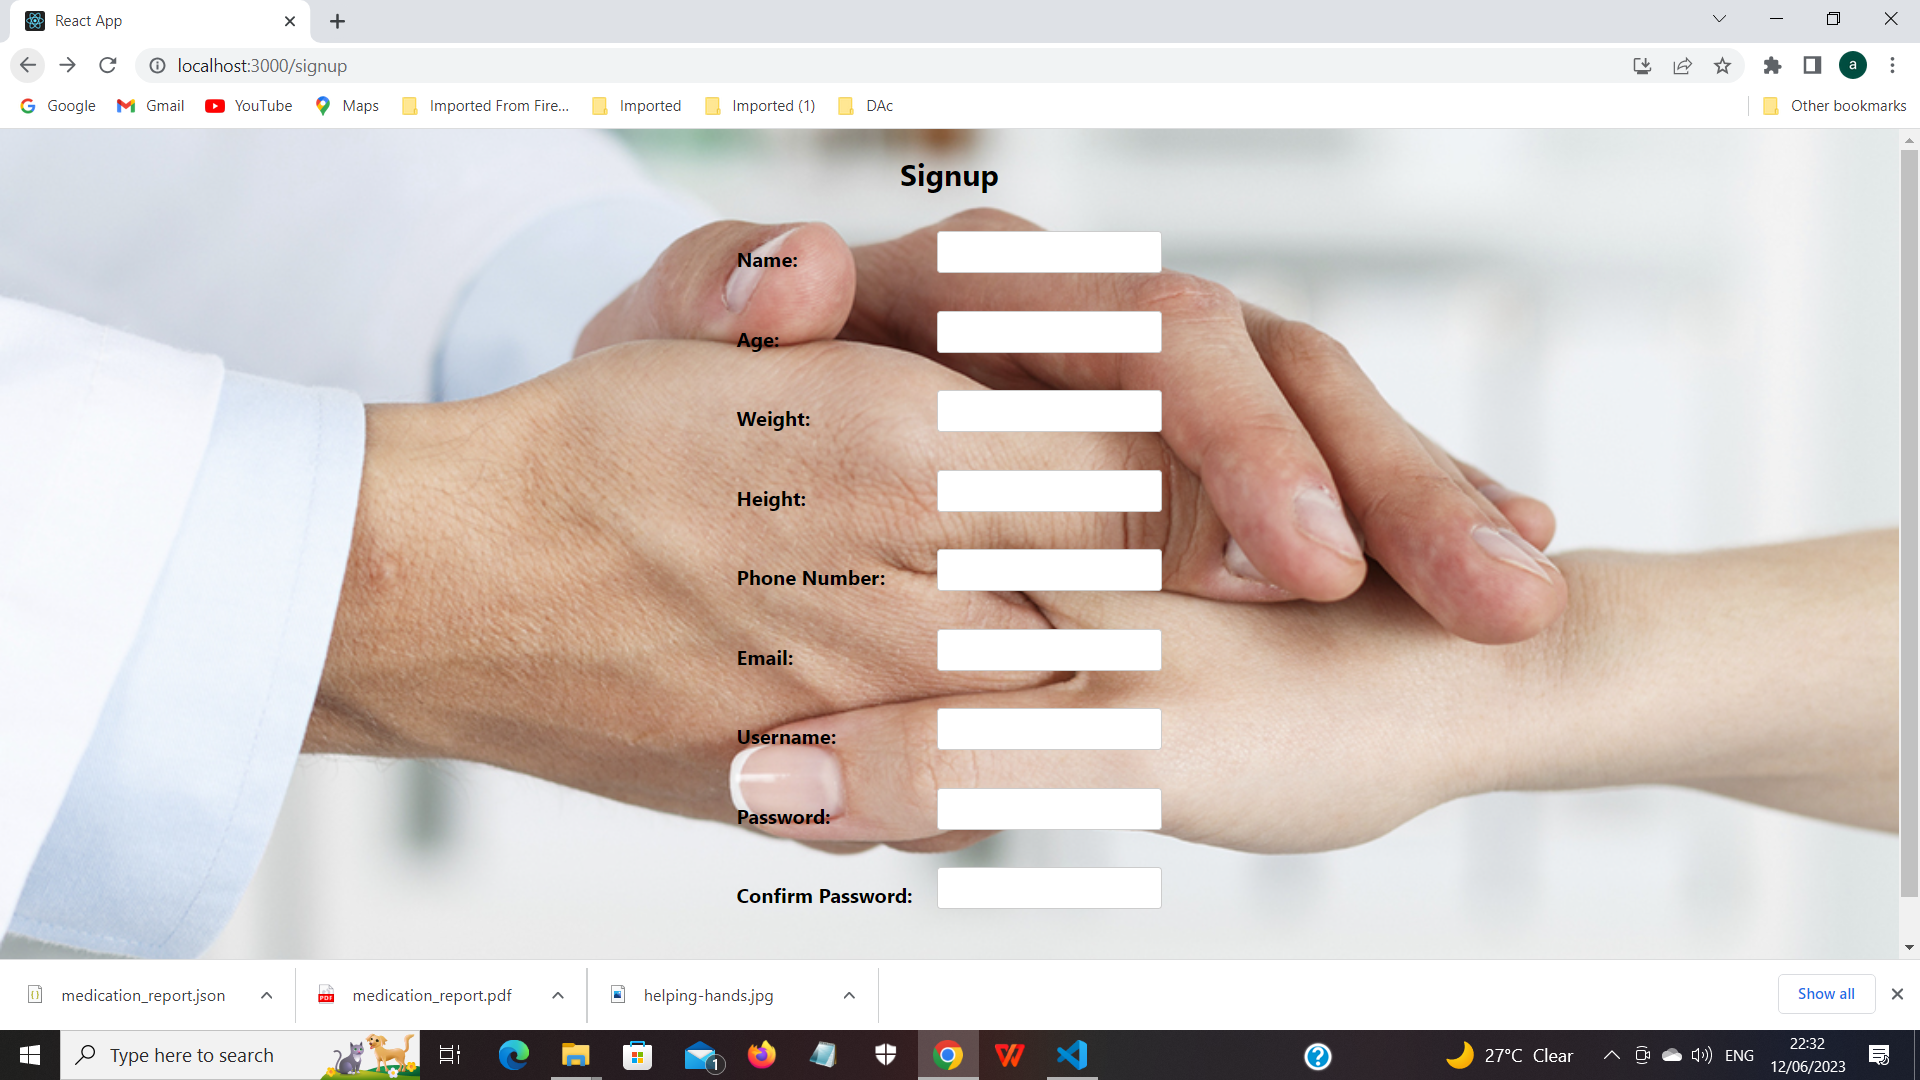 React App
localhost:3000/signup
a
Google
Gmail
YouTube
Maps
Imported From Fire...
Imported
Imported (1)
DAc
Other bookmarks
Signup
Name:
Age:
Weight:
Height:
Phone Number:
Email:
Username:
Password:
Confirm Password:
medication_report.json
PDF
medication_report.pdf
helping-hands.jpg
Show all
Type here to search
1
27°C Clear
ENG
22:32
12/06/2023